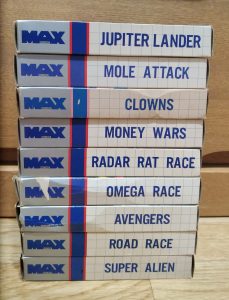 MAX JUPITER LANDER
MAX MOLE ATTACK
MAX CLOWNS
MAX MONEY WARS
MAX RADAR RAT RACE
MAX OMEGA RACE
MAX AVENGERS
MAX ROAD RACE
MAX SUPER ALIEN